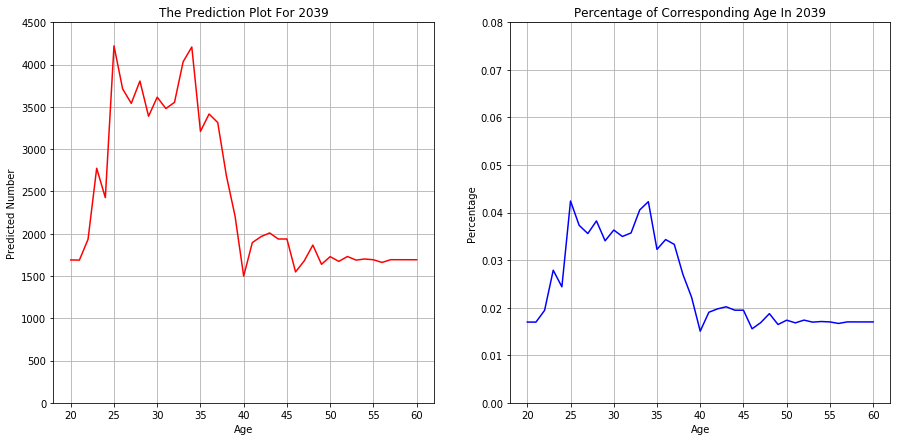 The Prediction Plot For 2039
4500
4000
3500
3000
2500
2000
1500
1000
500
0
Predicted Number
20 25 30 35 40 45 50 55 60
Age
Percentage of Corresponding Age In 2039
0.08
0.07
0.06
0.05
0.04
0.03
0.02
0.01
0.00
Percentage
20 25 30 35 40 45 50 55 60
Age